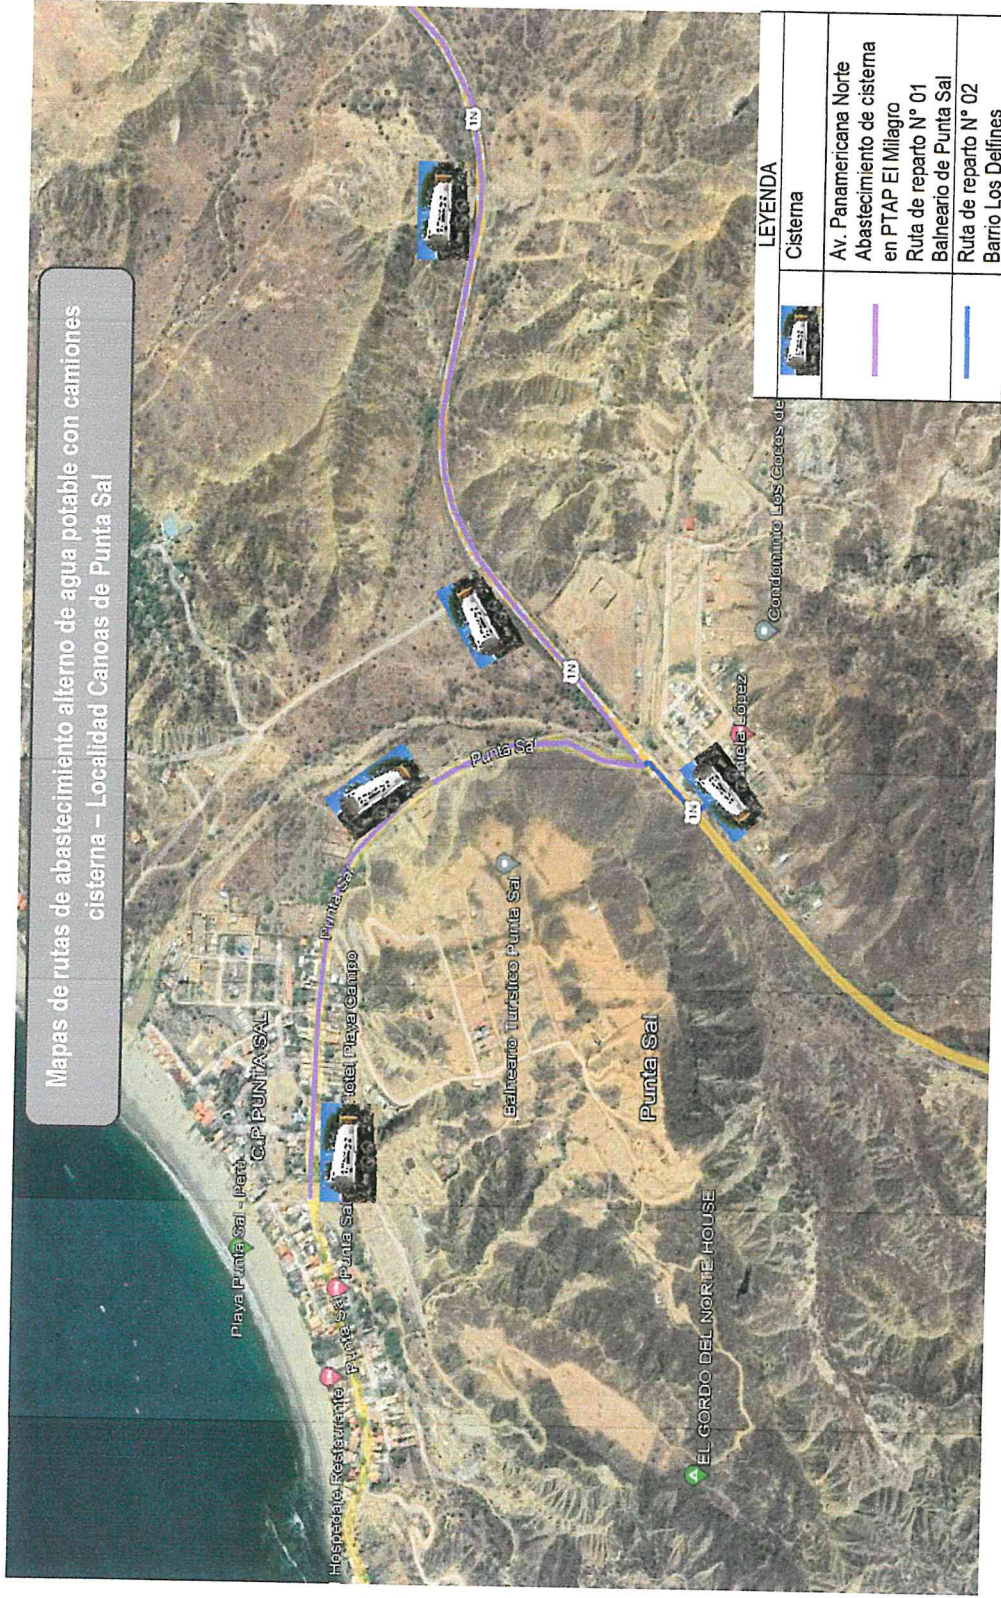 Mapas de rutas de abastecimiento alterno de agua potable con camiones
cisterna – Localidad Canoas de Punta Sal
Playa Punta Sal - Perú
C.P PUNTA SAL
Hospedaje Restaurante
Punta Sal
Punta Sal
Hotel Playa Campo
Punta Sal
Punta Sal
Balneario Turístico Punta Sal
Punta Sal
EL GORDO DEL NORTE HOUSE
1N
1N
1N
López
Condominio Los Cocos de
LEYENDA
Cisterna
Av. Panamericana Norte
Abastecimiento de cisterna
en PTAP El Milagro
Ruta de reparto N° 01
Balneario de Punta Sal
Ruta de reparto N° 02
Barrio Los Delfines